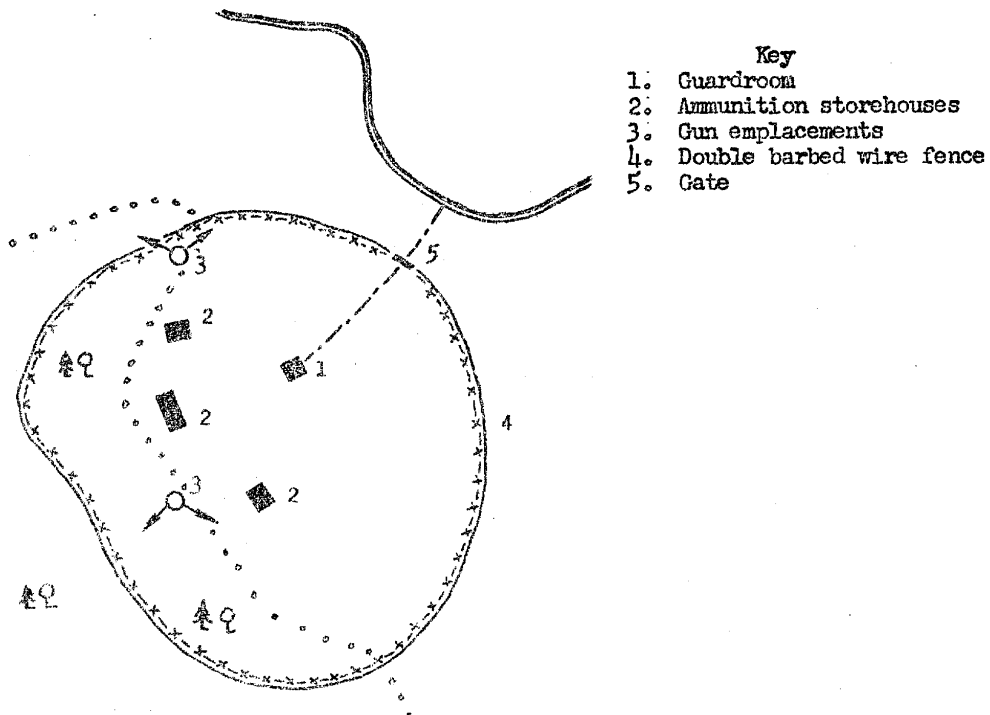 Key
1. Guardroom
2. Ammunition storehouses
3. Gun emplacements
4. Double barbed wire fence
5. Gate
5
3
2
1
2
4
3
2